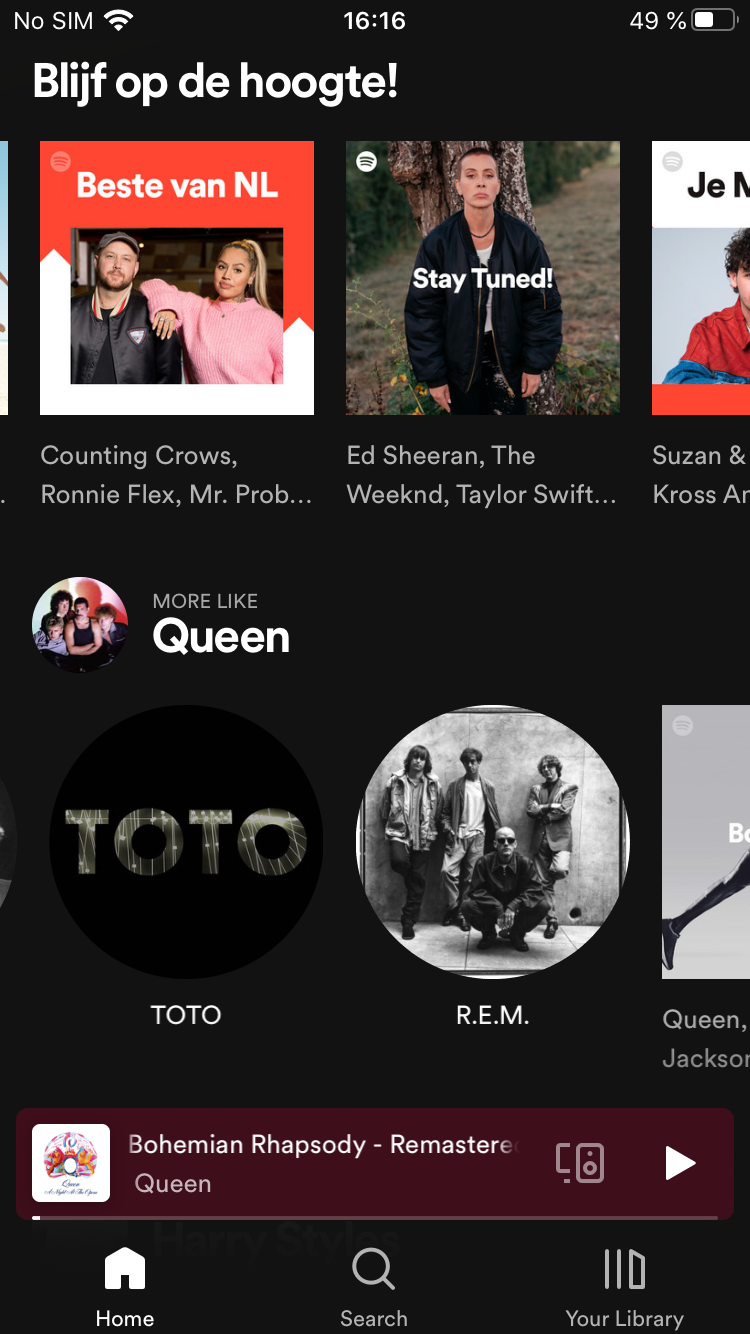 No SIM 16:16 49 %
Blijf op de hoogte!
Beste van NL
Stay Tuned!
Je M
Counting Crows,
Ronnie Flex, Mr. Prob...
Ed Sheeran, The
Weeknd, Taylor Swift...
Suzan &
Kross Ar
MORE LIKE
Queen
TOTO
Bo
TOTO
R.E.M.
Queen,
Jackson
Queen
A Night At The Opera
Bohemian Rhapsody - Remastered
Queen
Harry Styles
Home
Search
Your Library